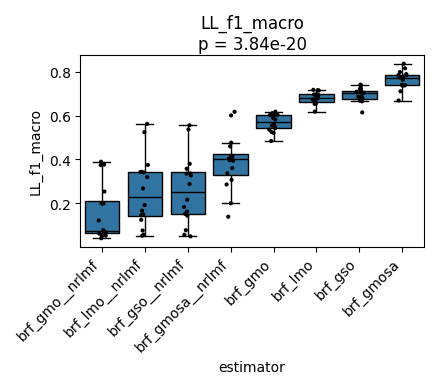 LL_f1_macro
p = 3.84e-20
LL_f1_macro
0.8
0.6
0.4
0.2
brf_gmo__nrlmf
brf_lmo__nrlmf
brf_gso__nrlmf
brf_gmosa__nrlmf
brf_gmo
brf_lmo
brf_gso
brf_gmosa
estimator